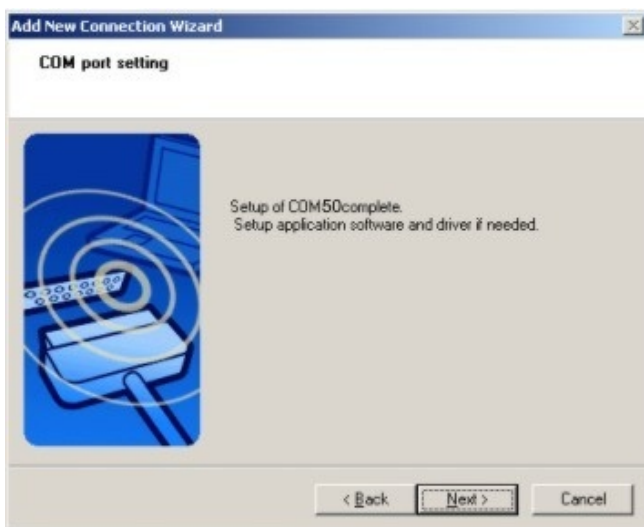 Add New Connection Wizard
COM port setting
Setup of COM50complete.
Setup application software and driver if needed.
< Back
Next >
Cancel